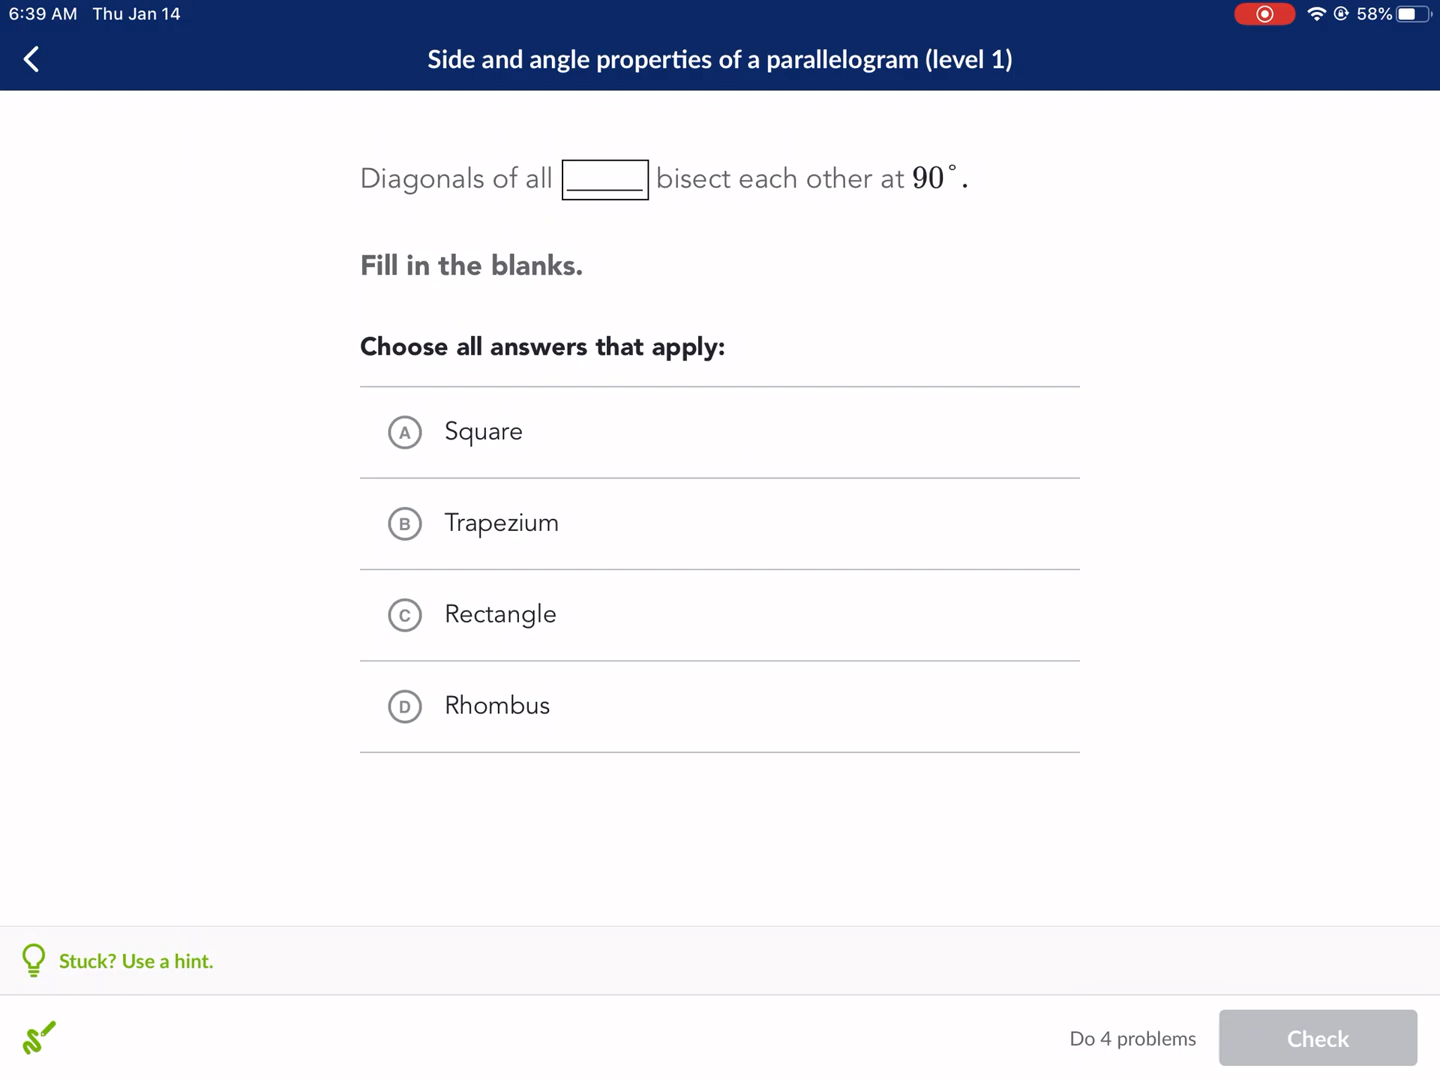 6:39 AM Thu Jan 14 58%
Side and angle properties of a parallelogram (level 1)
Diagonals of all ______ bisect each other at 90°.
Fill in the blanks.
Choose all answers that apply:
A Square
B Trapezium
C Rectangle
D Rhombus
Stuck? Use a hint.
Do 4 problems Check